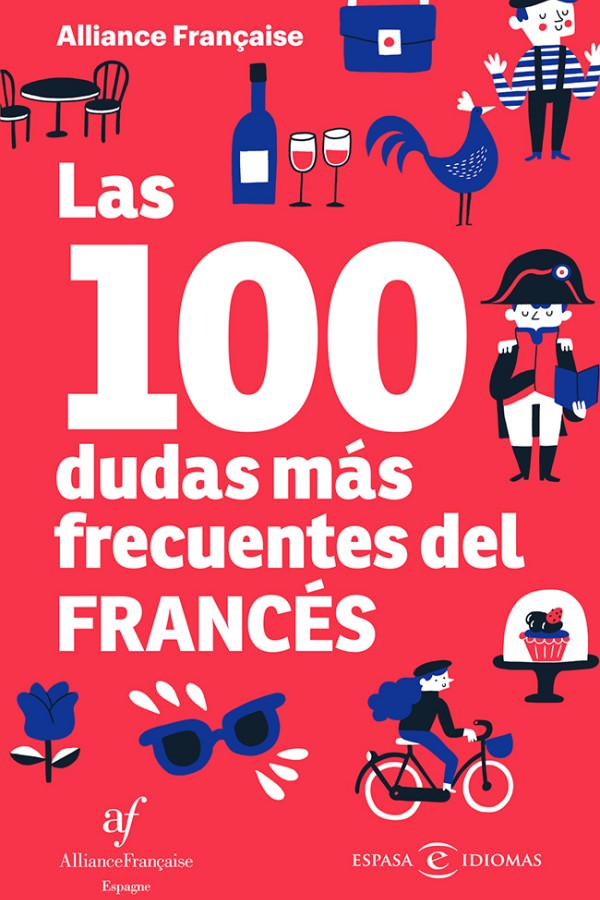 Alliance Française
Las
100
dudas más
frecuentes del
FRANCÉS
af
AllianceFrançaise
Espagne
ESPASA e IDIOMAS